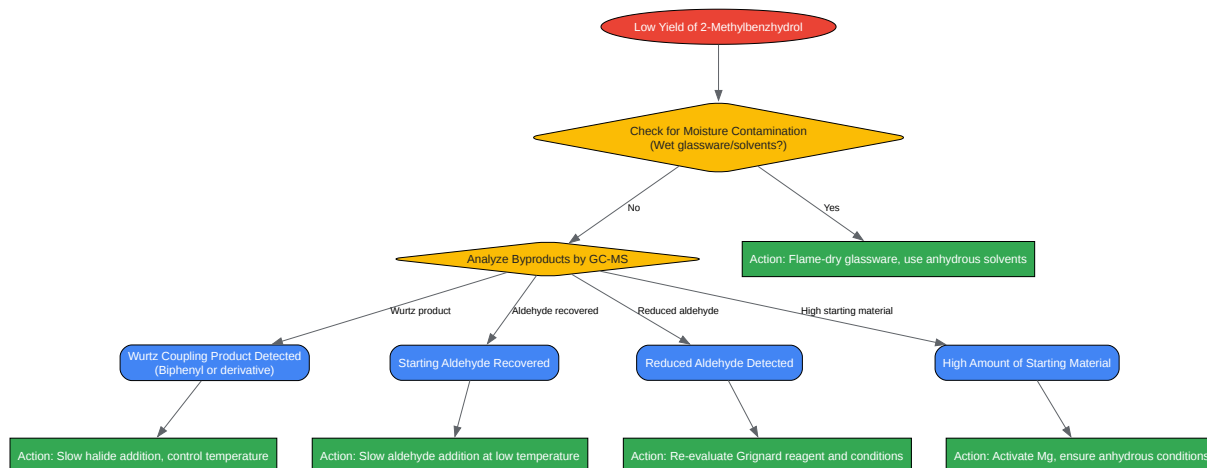 Low Yield of 2-Methylbenzhydrol
Check for Moisture Contamination
(Wet glassware/solvents?)
No
Yes
Analyze Byproducts by GC-MS
Action: Flame-dry glassware, use anhydrous solvents
Wurtz product
Aldehyde recovered
Reduced aldehyde
High starting material
Wurtz Coupling Product Detected
(Biphenyl or derivative)
Starting Aldehyde Recovered
Reduced Aldehyde Detected
High Amount of Starting Material
Action: Slow halide addition, control temperature
Action: Slow aldehyde addition at low temperature
Action: Re-evaluate Grignard reagent and conditions
Action: Activate Mg, ensure anhydrous conditions